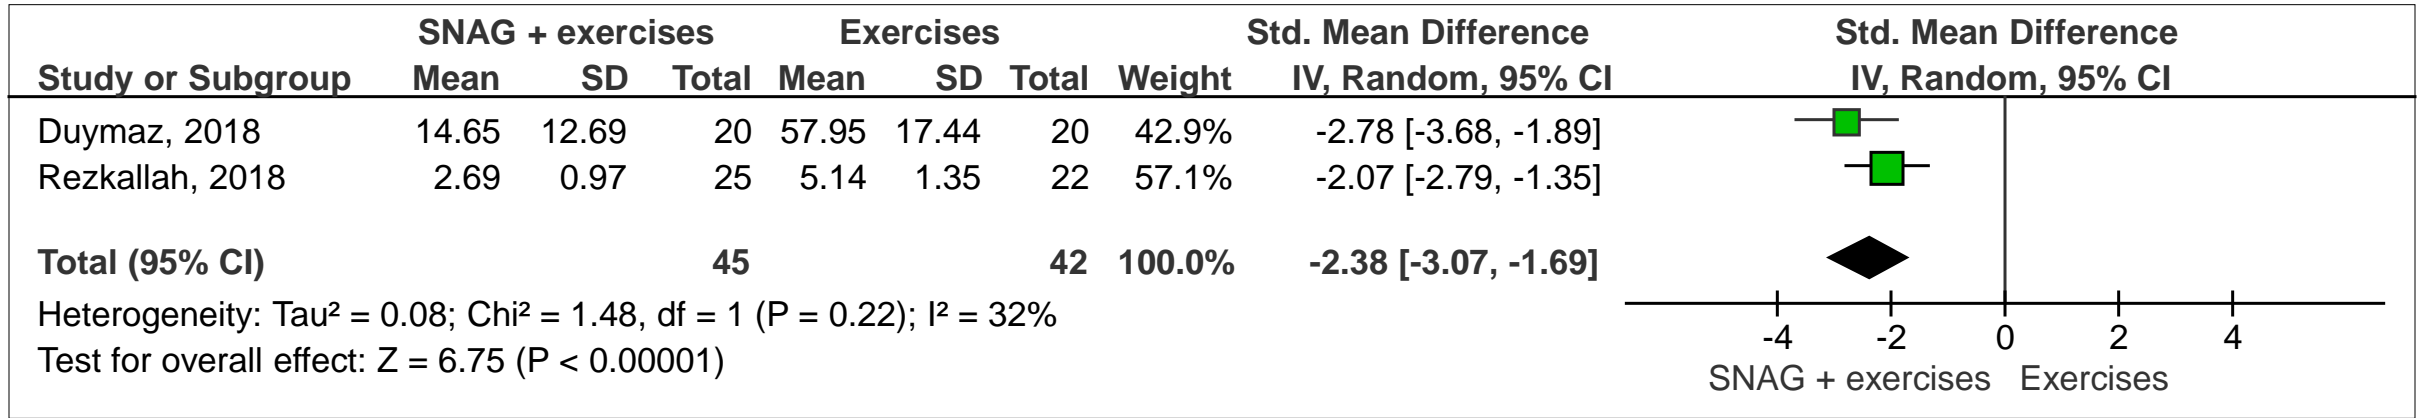 SNAG + exercises Exercises Std. Mean Difference Std. Mean Difference
Study or Subgroup Mean SD Total Mean SD Total Weight IV, Random, 95% CI IV, Random, 95% CI
Duymaz, 2018 14.65 12.69 20 57.95 17.44 20 42.9% -2.78 [-3.68, -1.89]
Rezkallah, 2018 2.69 0.97 25 5.14 1.35 22 57.1% -2.07 [-2.79, -1.35]
Total (95% CI) 45 42 100.0% -2.38 [-3.07, -1.69]
Heterogeneity: Tau² = 0.08; Chi² = 1.48, df = 1 (P = 0.22); I² = 32%
Test for overall effect: Z = 6.75 (P < 0.00001)
-4 -2 0 2 4
SNAG + exercises Exercises